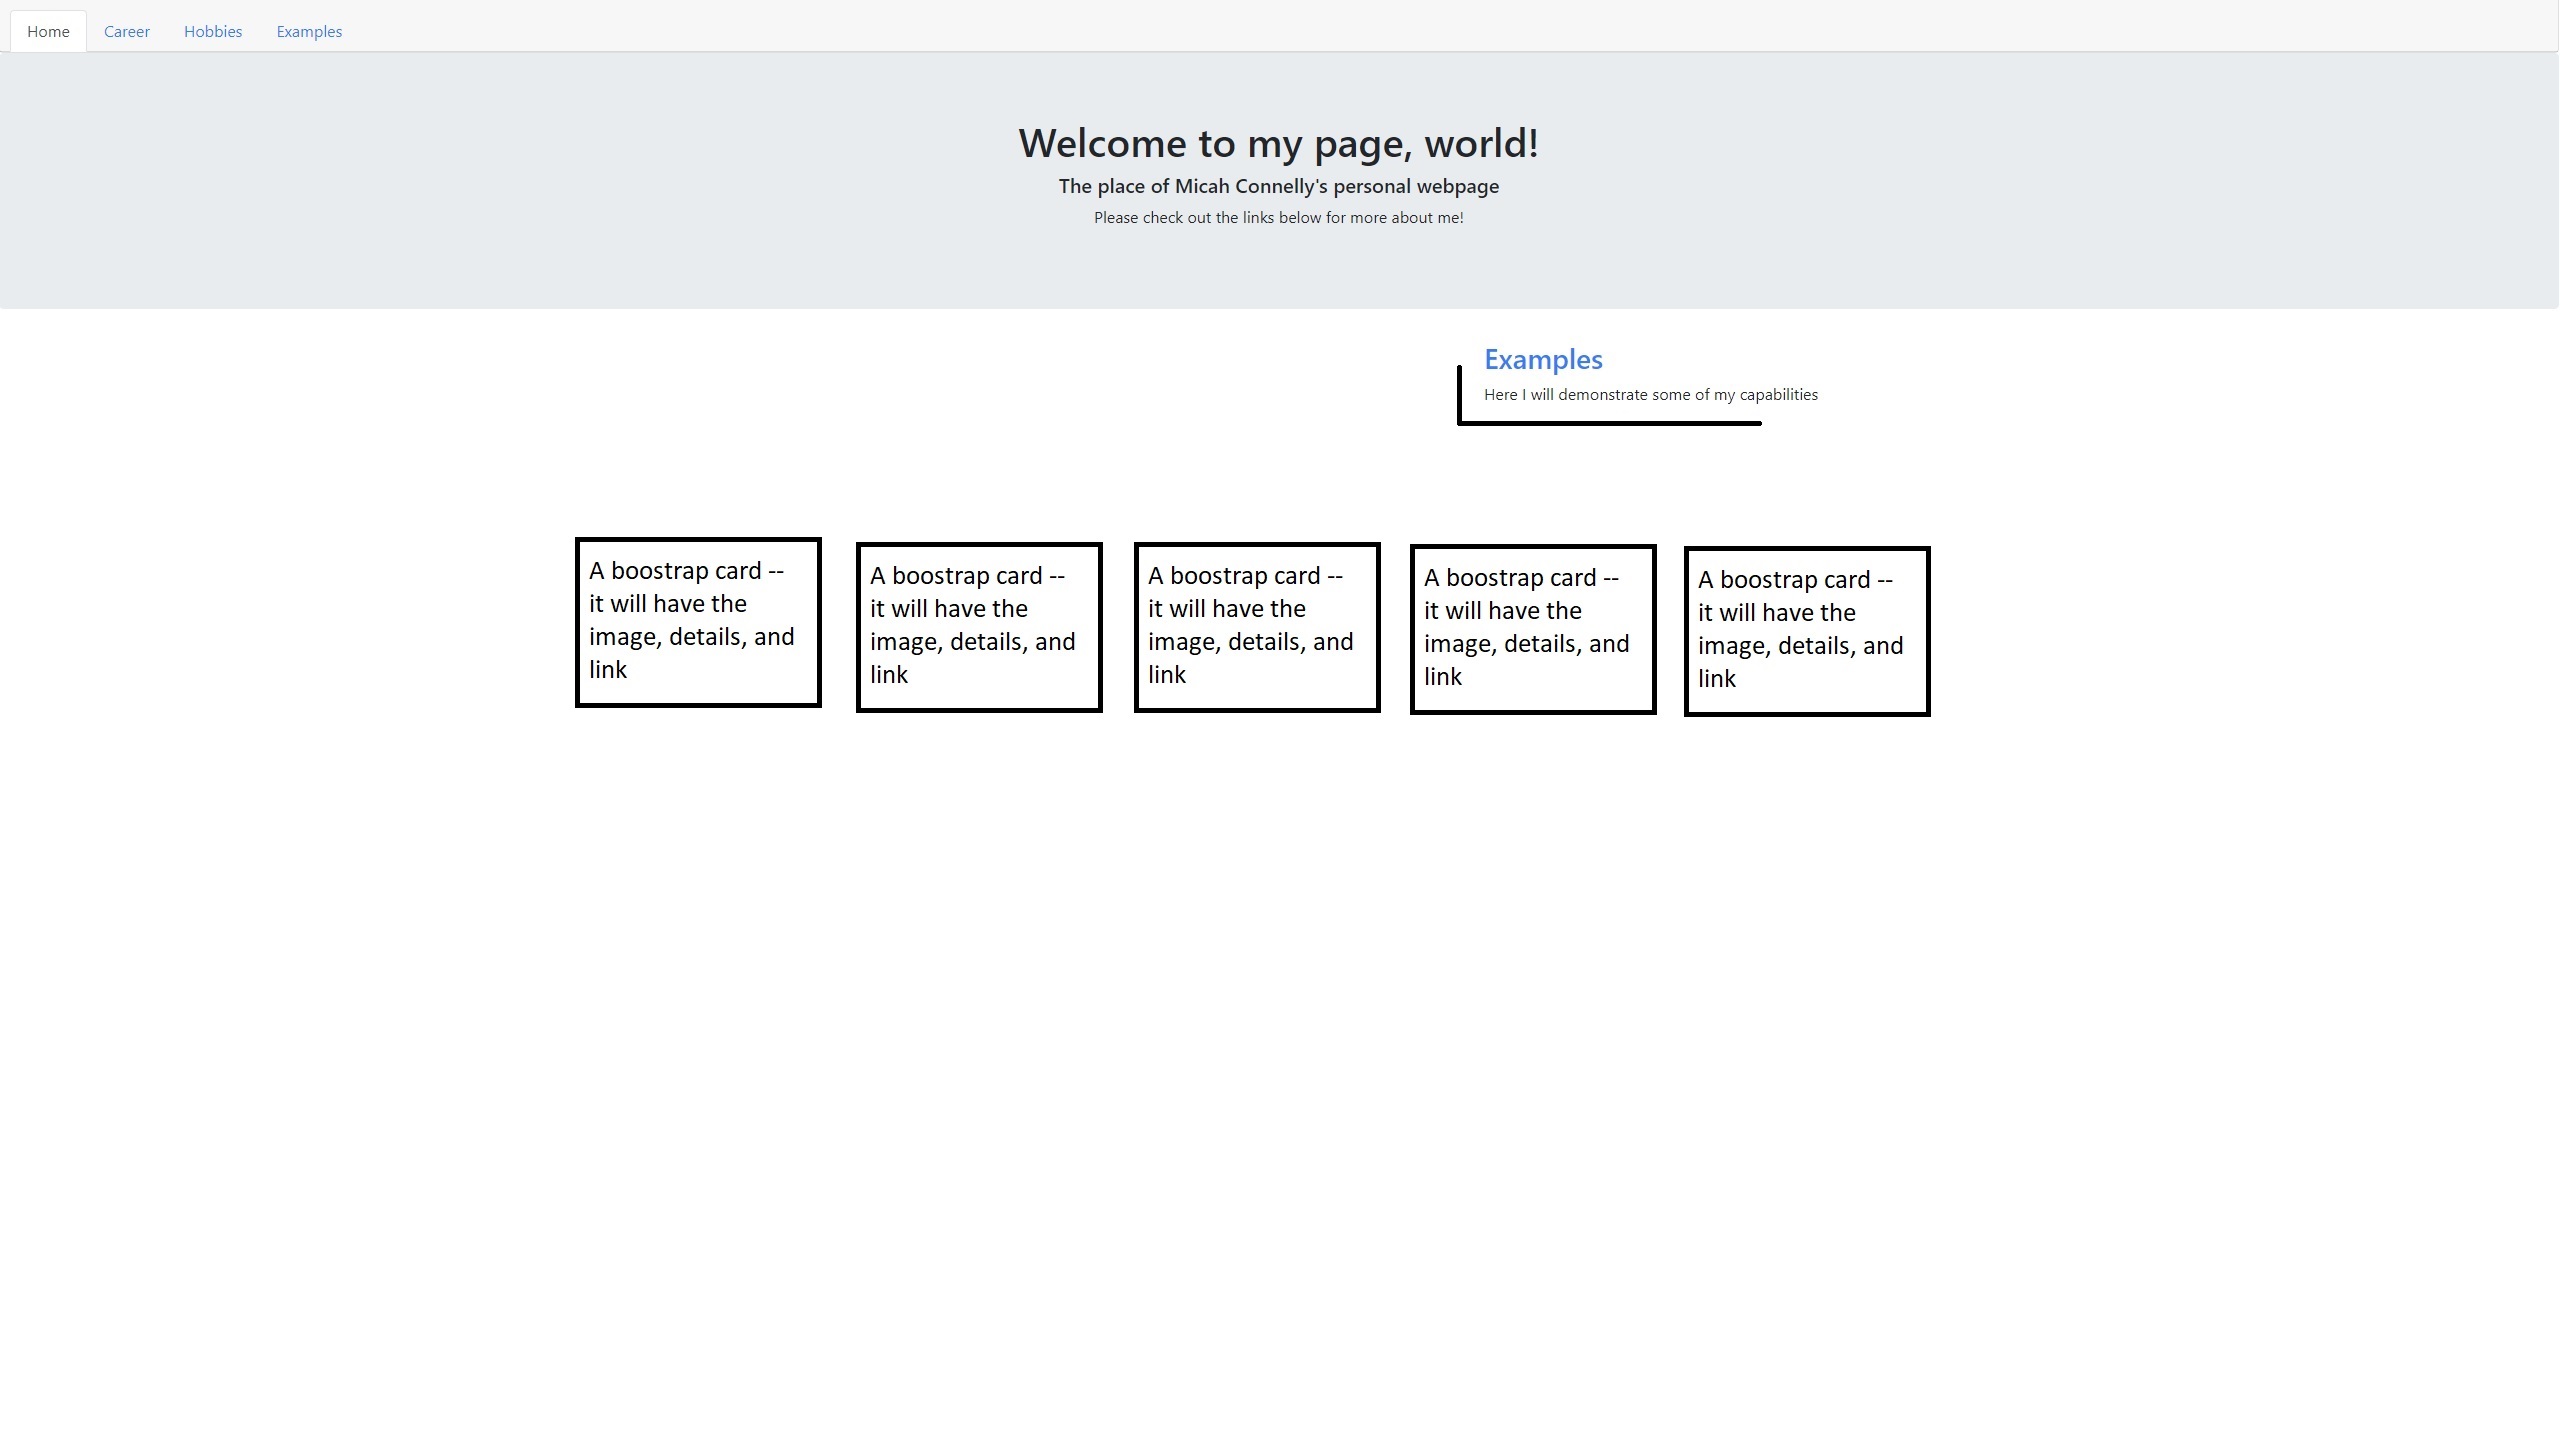 Home Career Hobbies Examples
Welcome to my page, world!
The place of Micah Connelly's personal webpage
Please check out the links below for more about me!
Examples
Here I will demonstrate some of my capabilities
A boostrap card --
it will have the
image, details, and
link
A boostrap card --
it will have the
image, details, and
link
A boostrap card --
it will have the
image, details, and
link
A boostrap card --
it will have the
image, details, and
link
A boostrap card --
it will have the
image, details, and
link